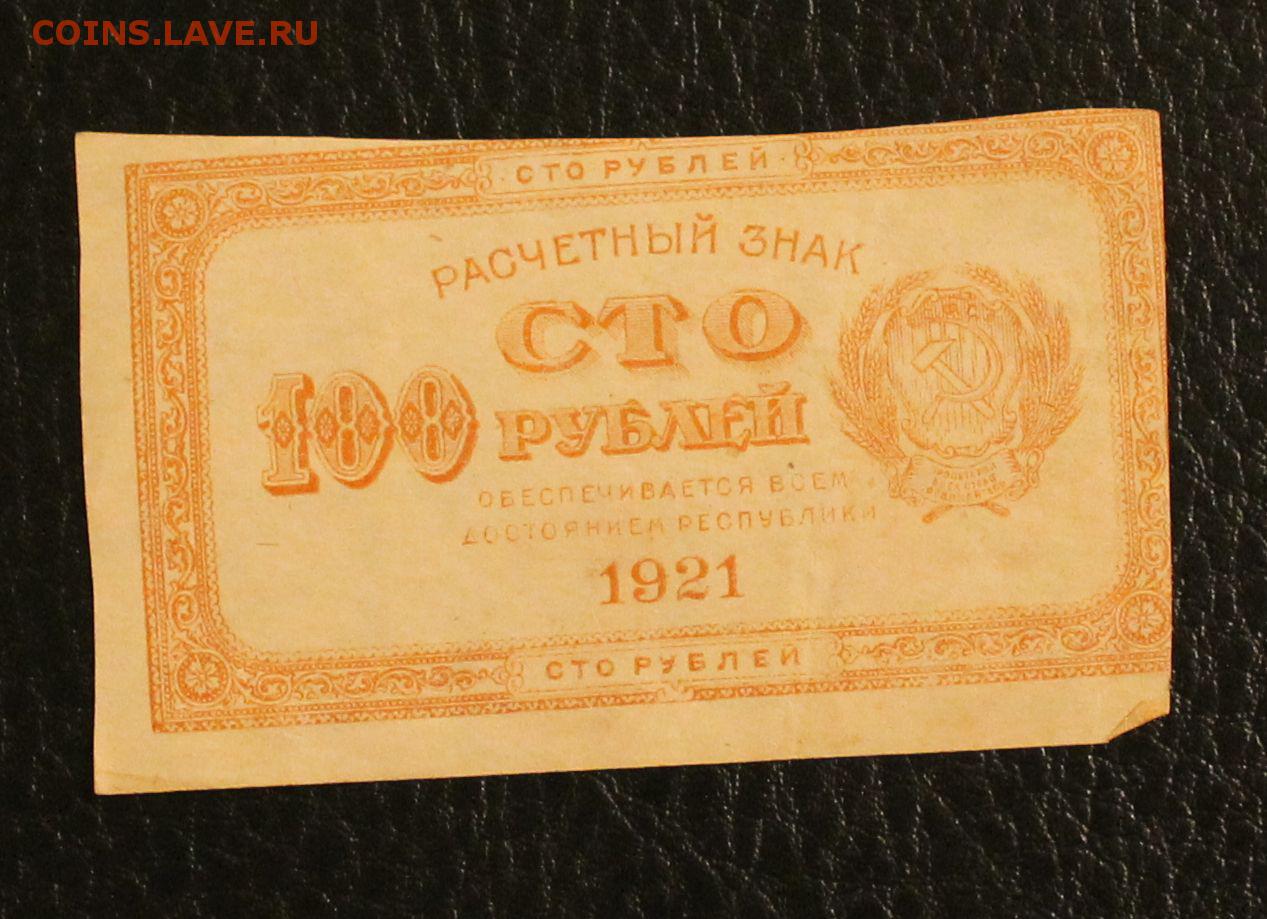 COINS.LAVE.RU
СТО РУБЛЕЙ
РАСЧЕТНЫЙ ЗНАК
СТО
100 РУБЛЕЙ
ОБЕСПЕЧИВАЕТСЯ ВСЕМ
ДОСТОЯНИЕМ РЕСПУБЛИКИ
1921
СТО РУБЛЕЙ